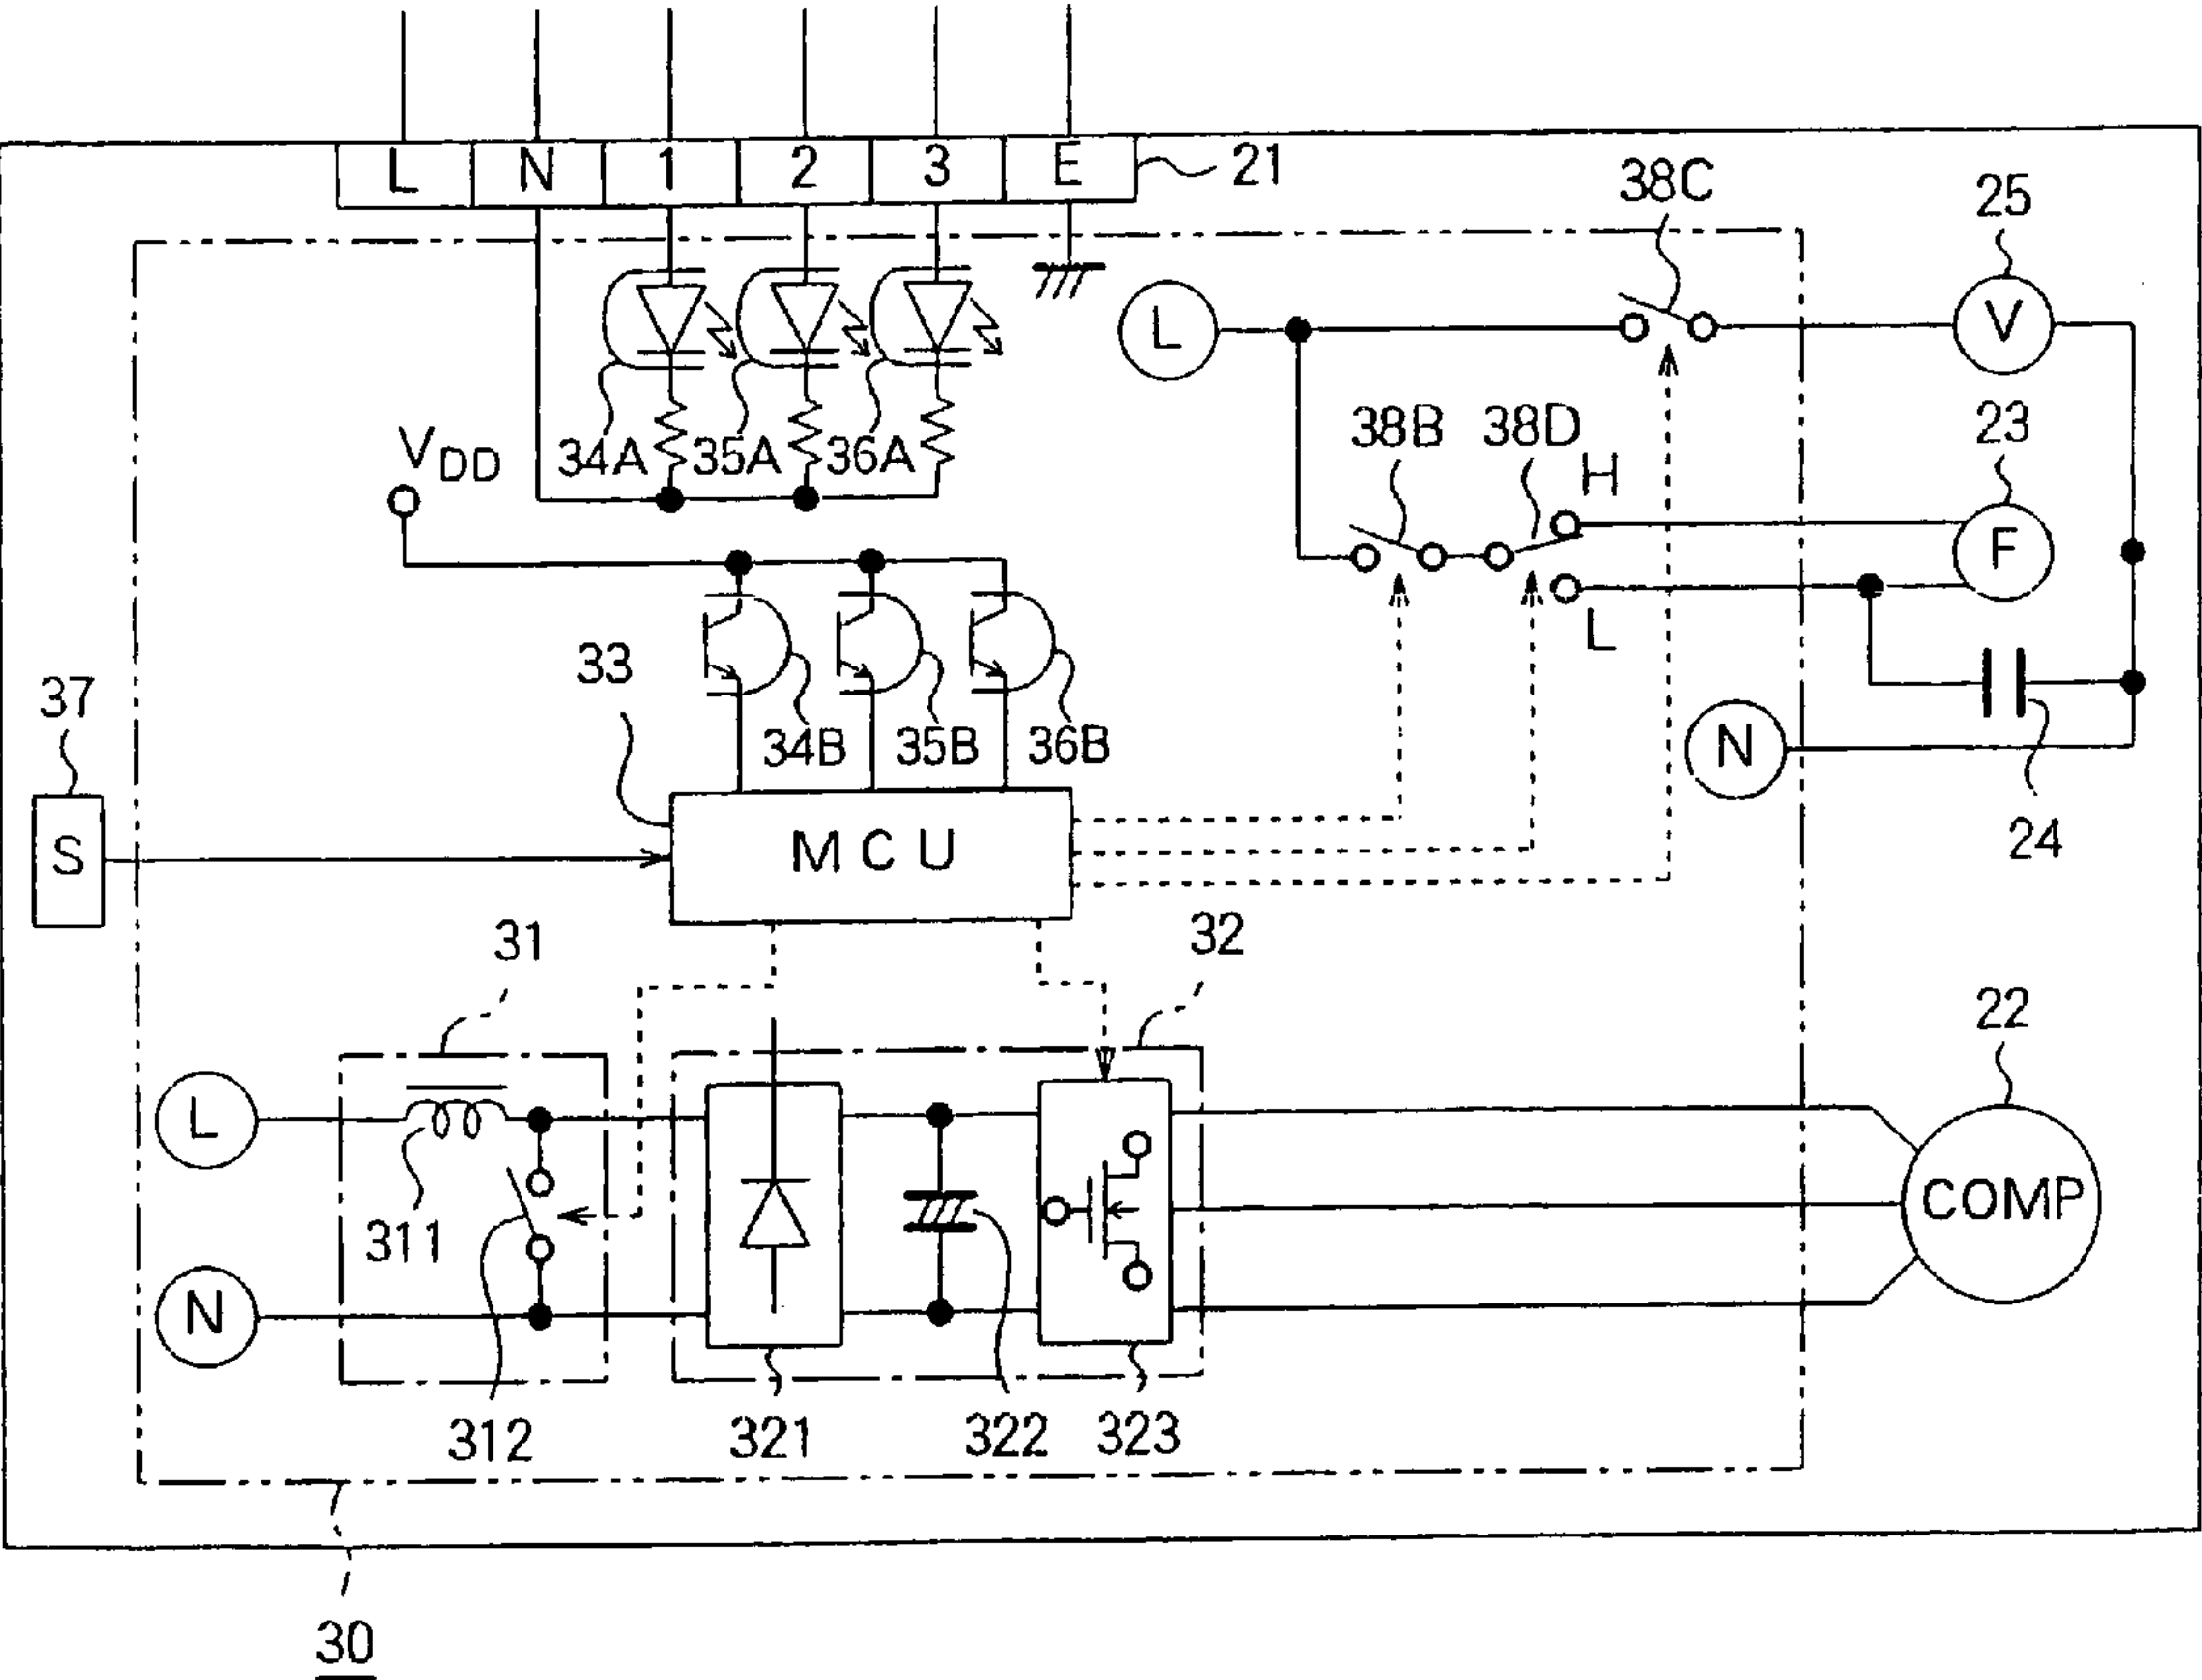 L N 1 2 3 E 21
38C 25
L V
34A 35A 36A
38B 38D H 23
VDD
F
L
33
34B 35B 36B
37
N
S MCU 24
31 32
22
L
311 COMP
N
312 321 322 323
30